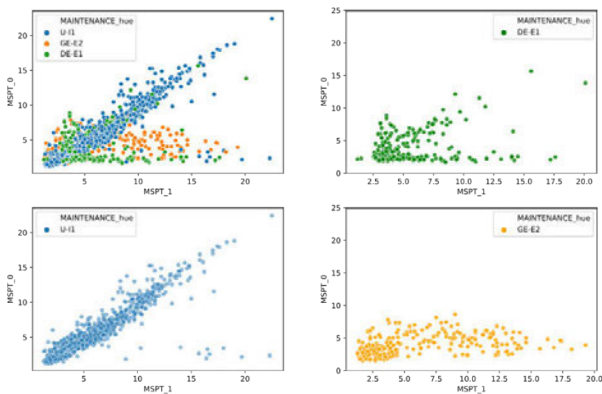 MAINTENANCE_hue
U-I1
GE-E2
DE-E1
20
15
10
5
MSPT_0
5
10
15
20
MSPT_1
25
MAINTENANCE_hue
DE-E1
20
15
10
5
0
MSPT_0
2.5
5.0
7.5
10.0
12.5
15.0
17.5
20.0
MSPT_1
MAINTENANCE_hue
U-I1
20
15
10
5
MSPT_0
5
10
15
20
MSPT_1
25
MAINTENANCE_hue
GE-E2
20
15
10
5
0
MSPT_0
2.5
5.0
7.5
10.0
12.5
15.0
17.5
20.0
MSPT_1